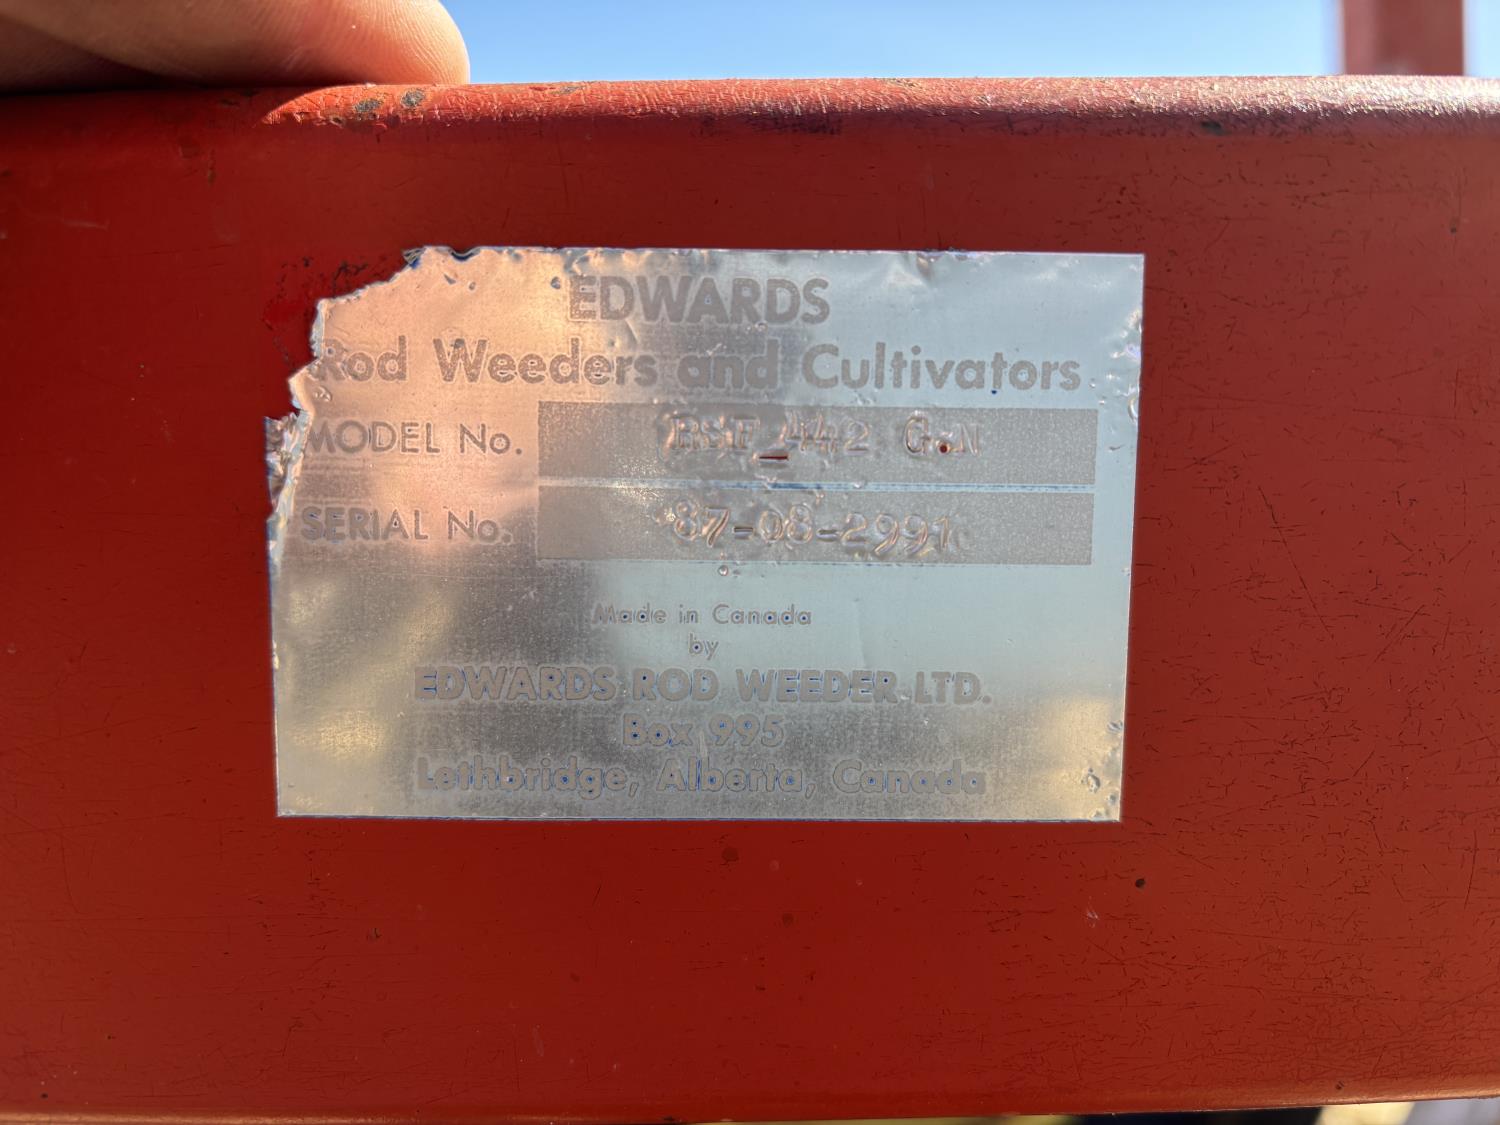 EDWARDS
Rod Weeders and Cultivators
MODEL No. 442 G.N
SERIAL No. 87-08-2991
Made in Canada
by
EDWARDS ROD WEEDER LTD.
Box 995
Lethbridge, Alberta, Canada